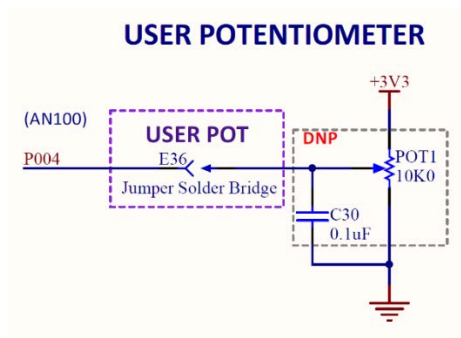 USER POTENTIOMETER
+3V3
(AN100)
USER POT
DNP
P004
E36
POT1
10K0
Jumper Solder Bridge
C30
0.1uF